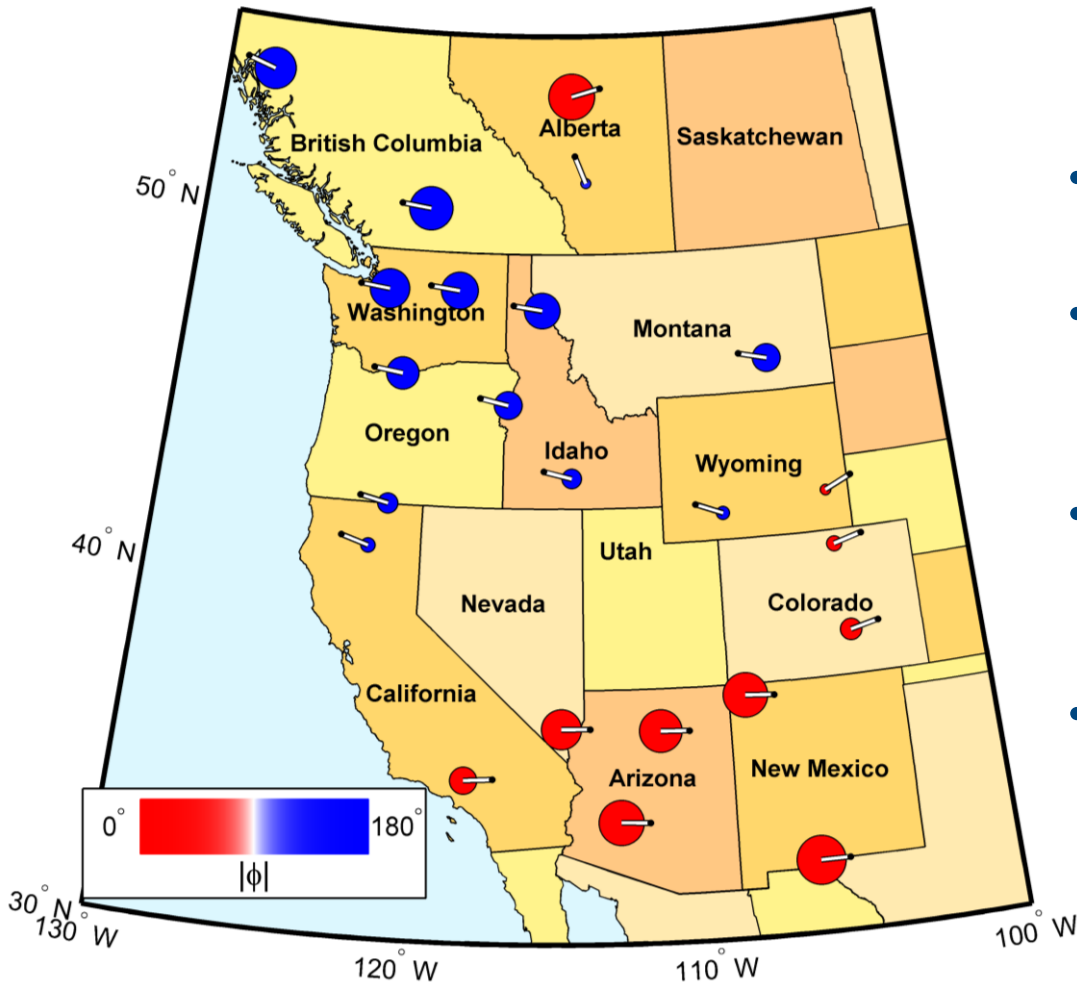 British Columbia
Alberta
Saskatchewan
50° N
Washington
Montana
Oregon
Idaho
Wyoming
40° N
Utah
Nevada
Colorado
California
Arizona
New Mexico
0°
180°
|ϕ|
30° N
130° W
120° W
110° W
100° W